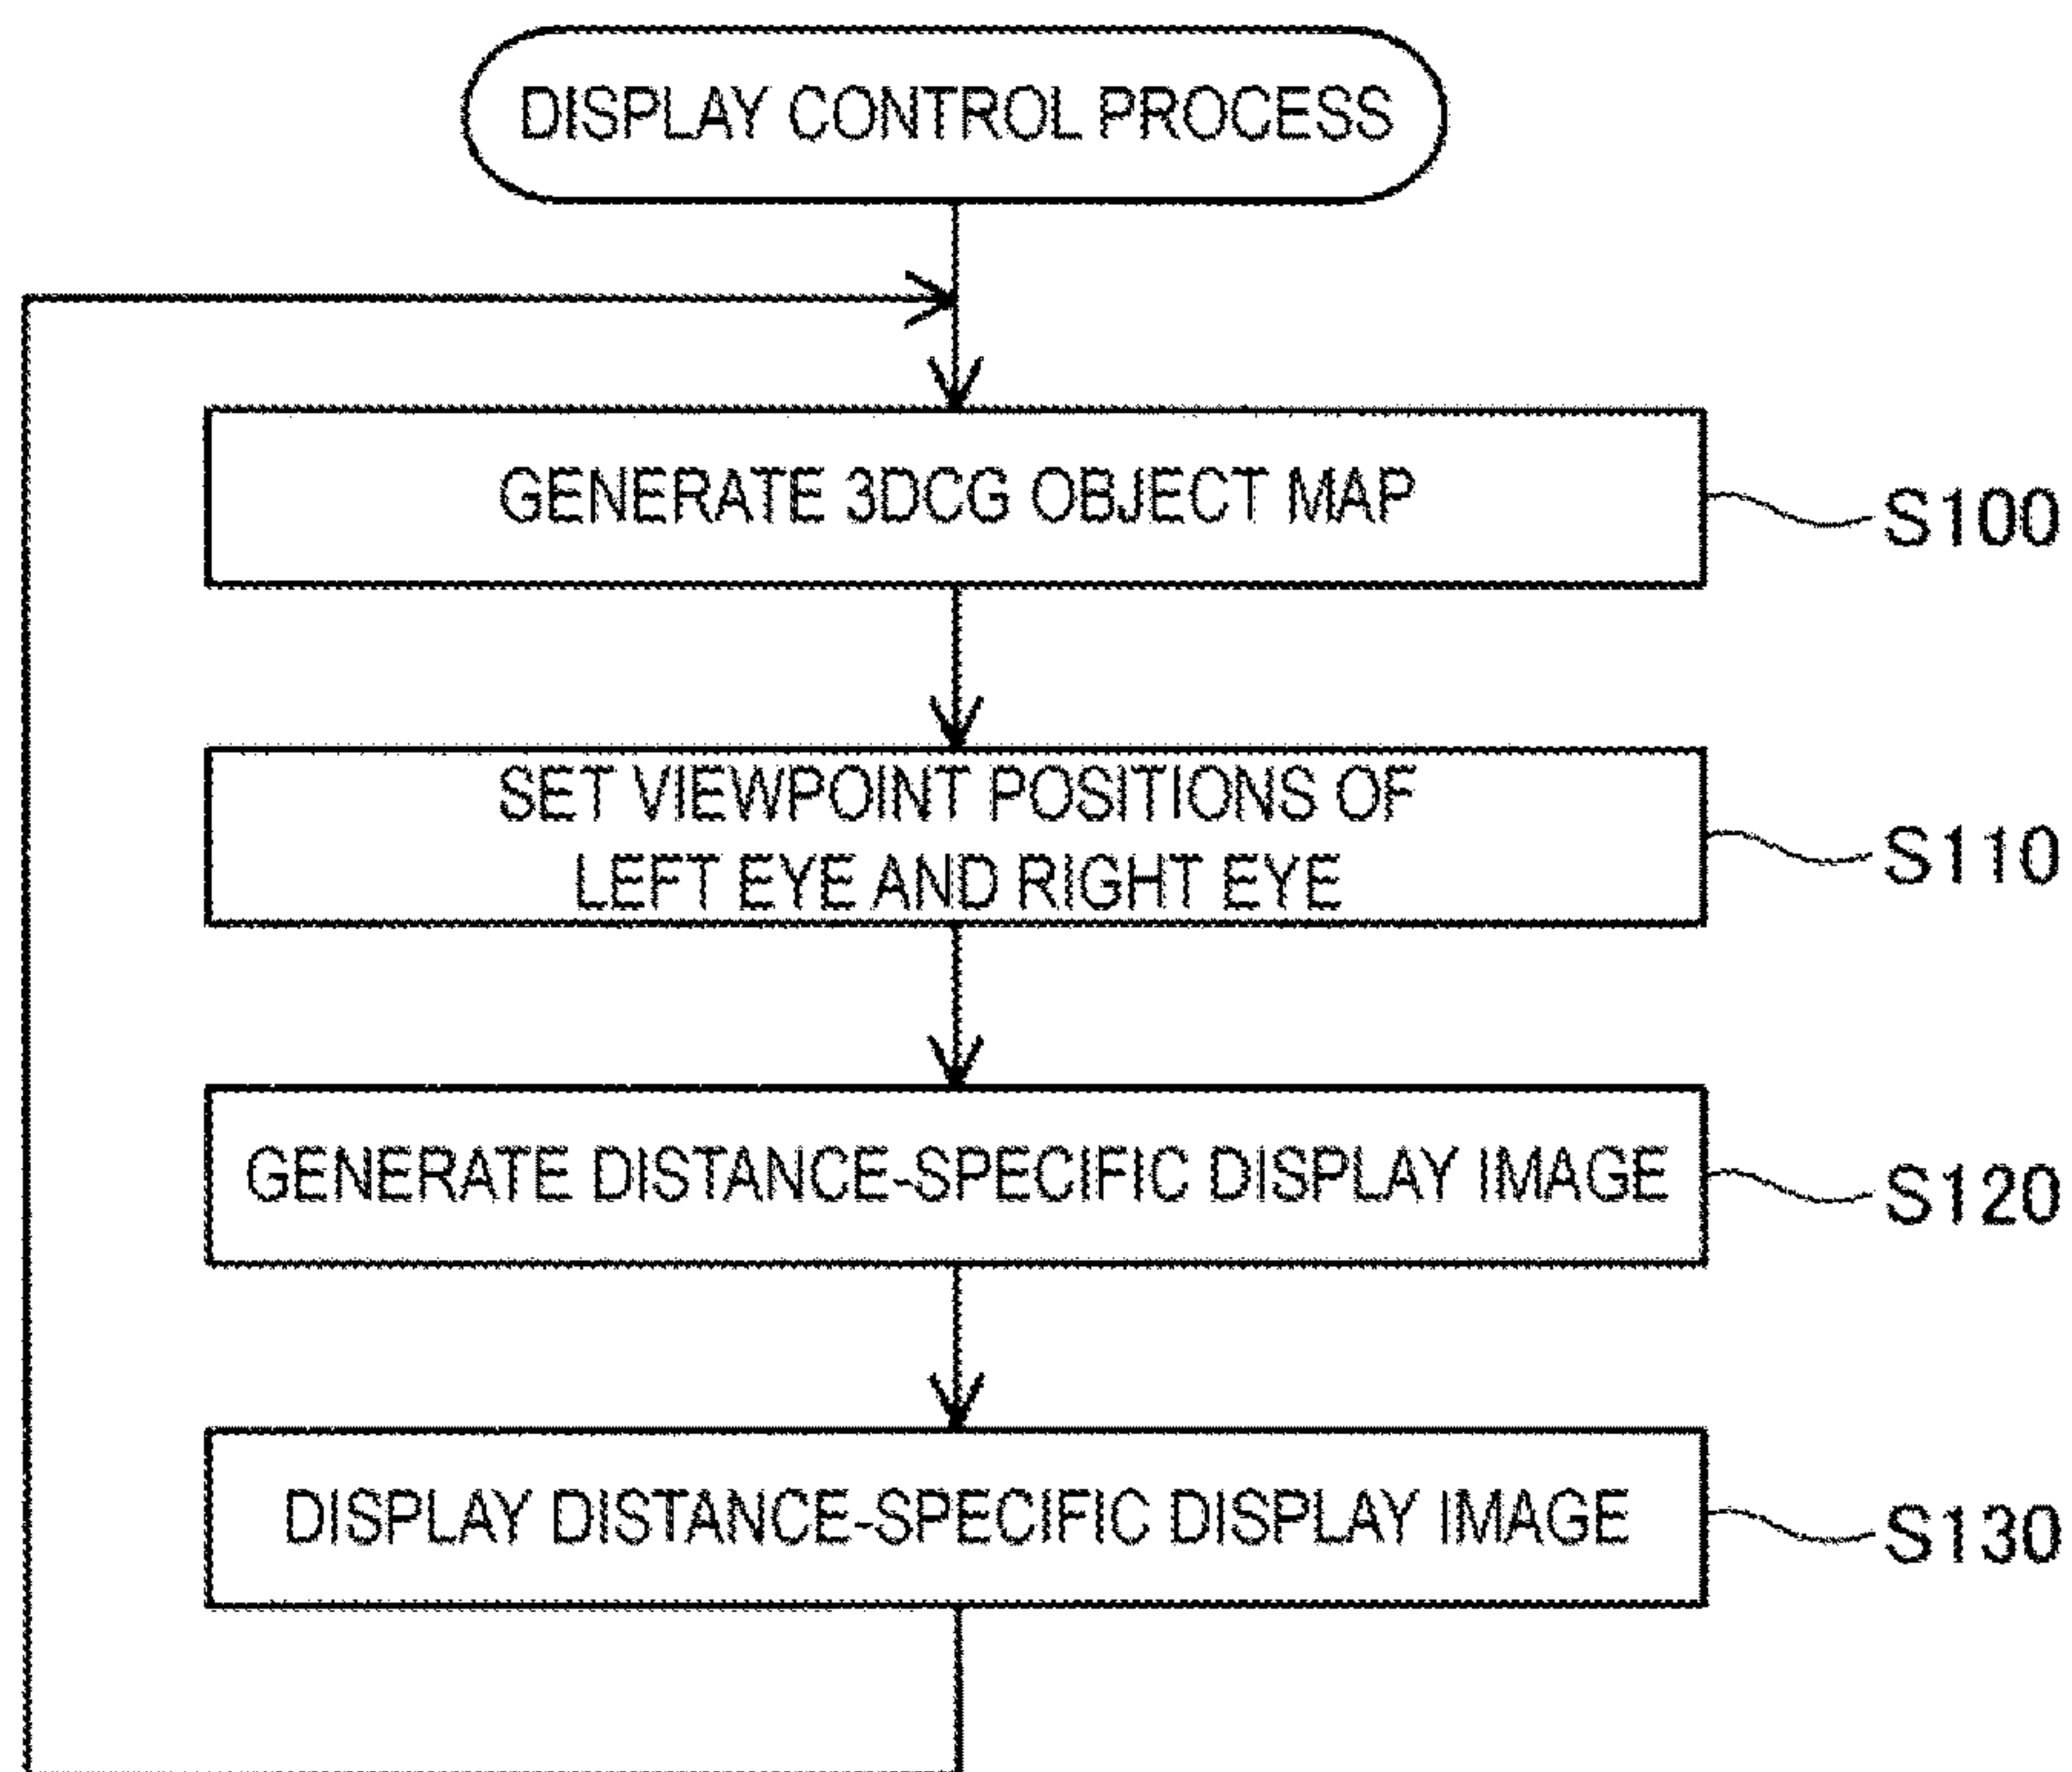 DISPLAY CONTROL PROCESS
GENERATE 3DCG OBJECT MAP
S100
SET VIEWPOINT POSITIONS OF
LEFT EYE AND RIGHT EYE
S110
GENERATE DISTANCE-SPECIFIC DISPLAY IMAGE
S120
DISPLAY DISTANCE-SPECIFIC DISPLAY IMAGE
S130